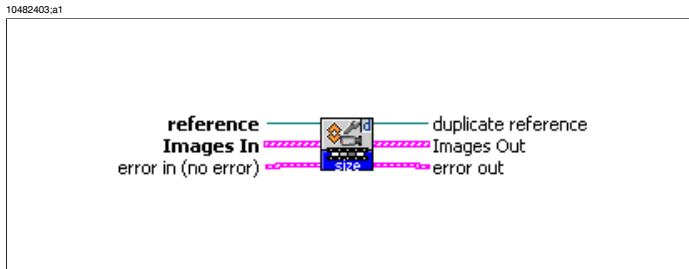 10482403;a1
reference
duplicate reference
d
Images In
Images Out
error in (no error)
size
error out